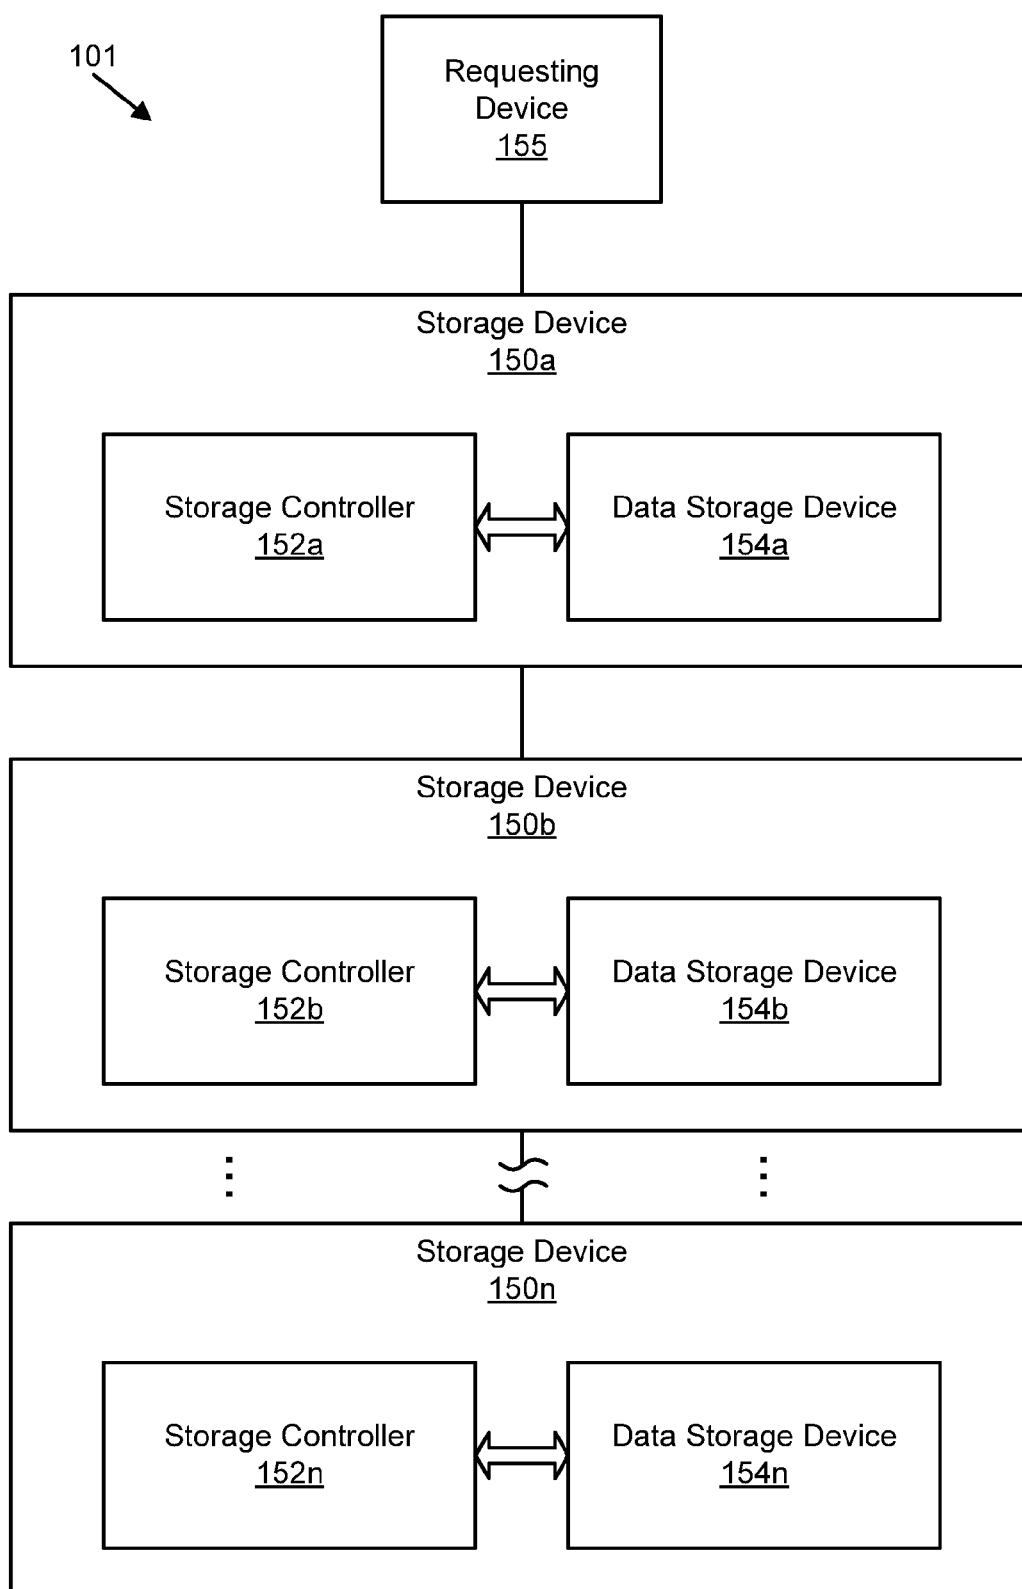 101
Requesting
Device
155
Storage Device
150a
Storage Controller
152a
Data Storage Device
154a
Storage Device
150b
Storage Controller
152b
Data Storage Device
154b
Storage Device
150n
Storage Controller
152n
Data Storage Device
154n